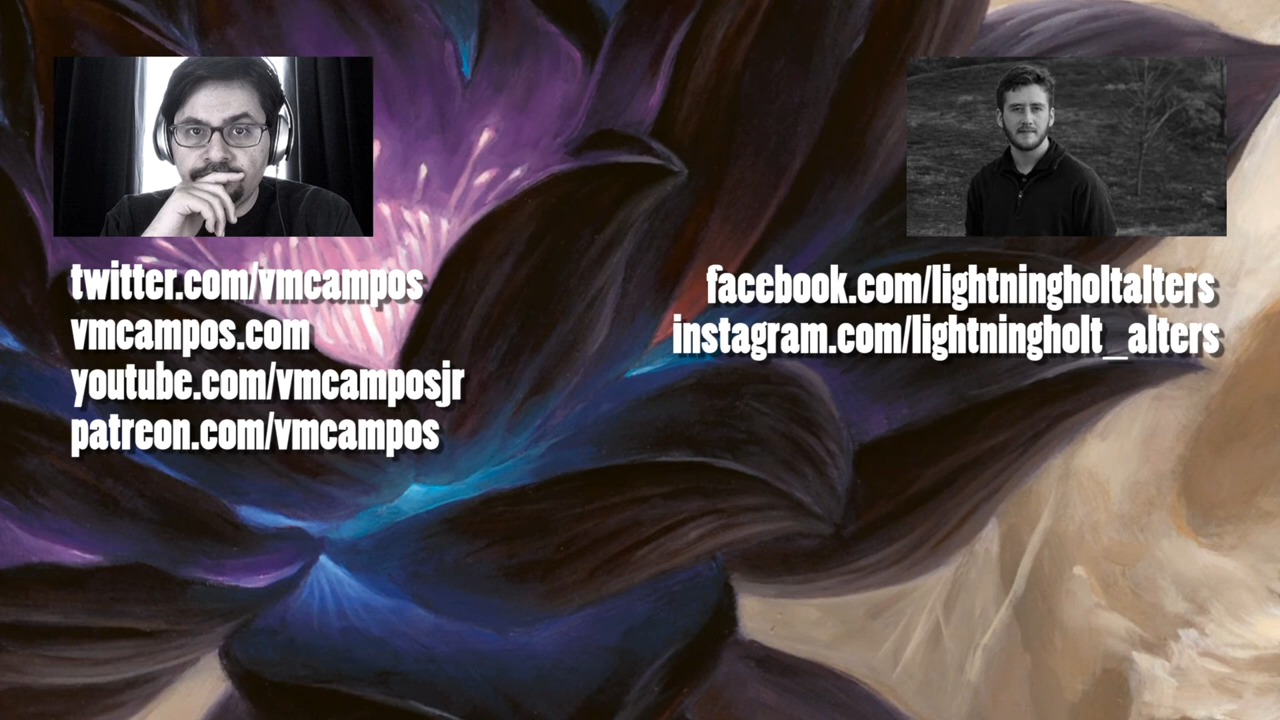 twitter.com/vmcampos
vmcampos.com
youtube.com/vmcamposjr
patreon.com/vmcampos
facebook.com/lightningholtalters
instagram.com/lightningholt_alters